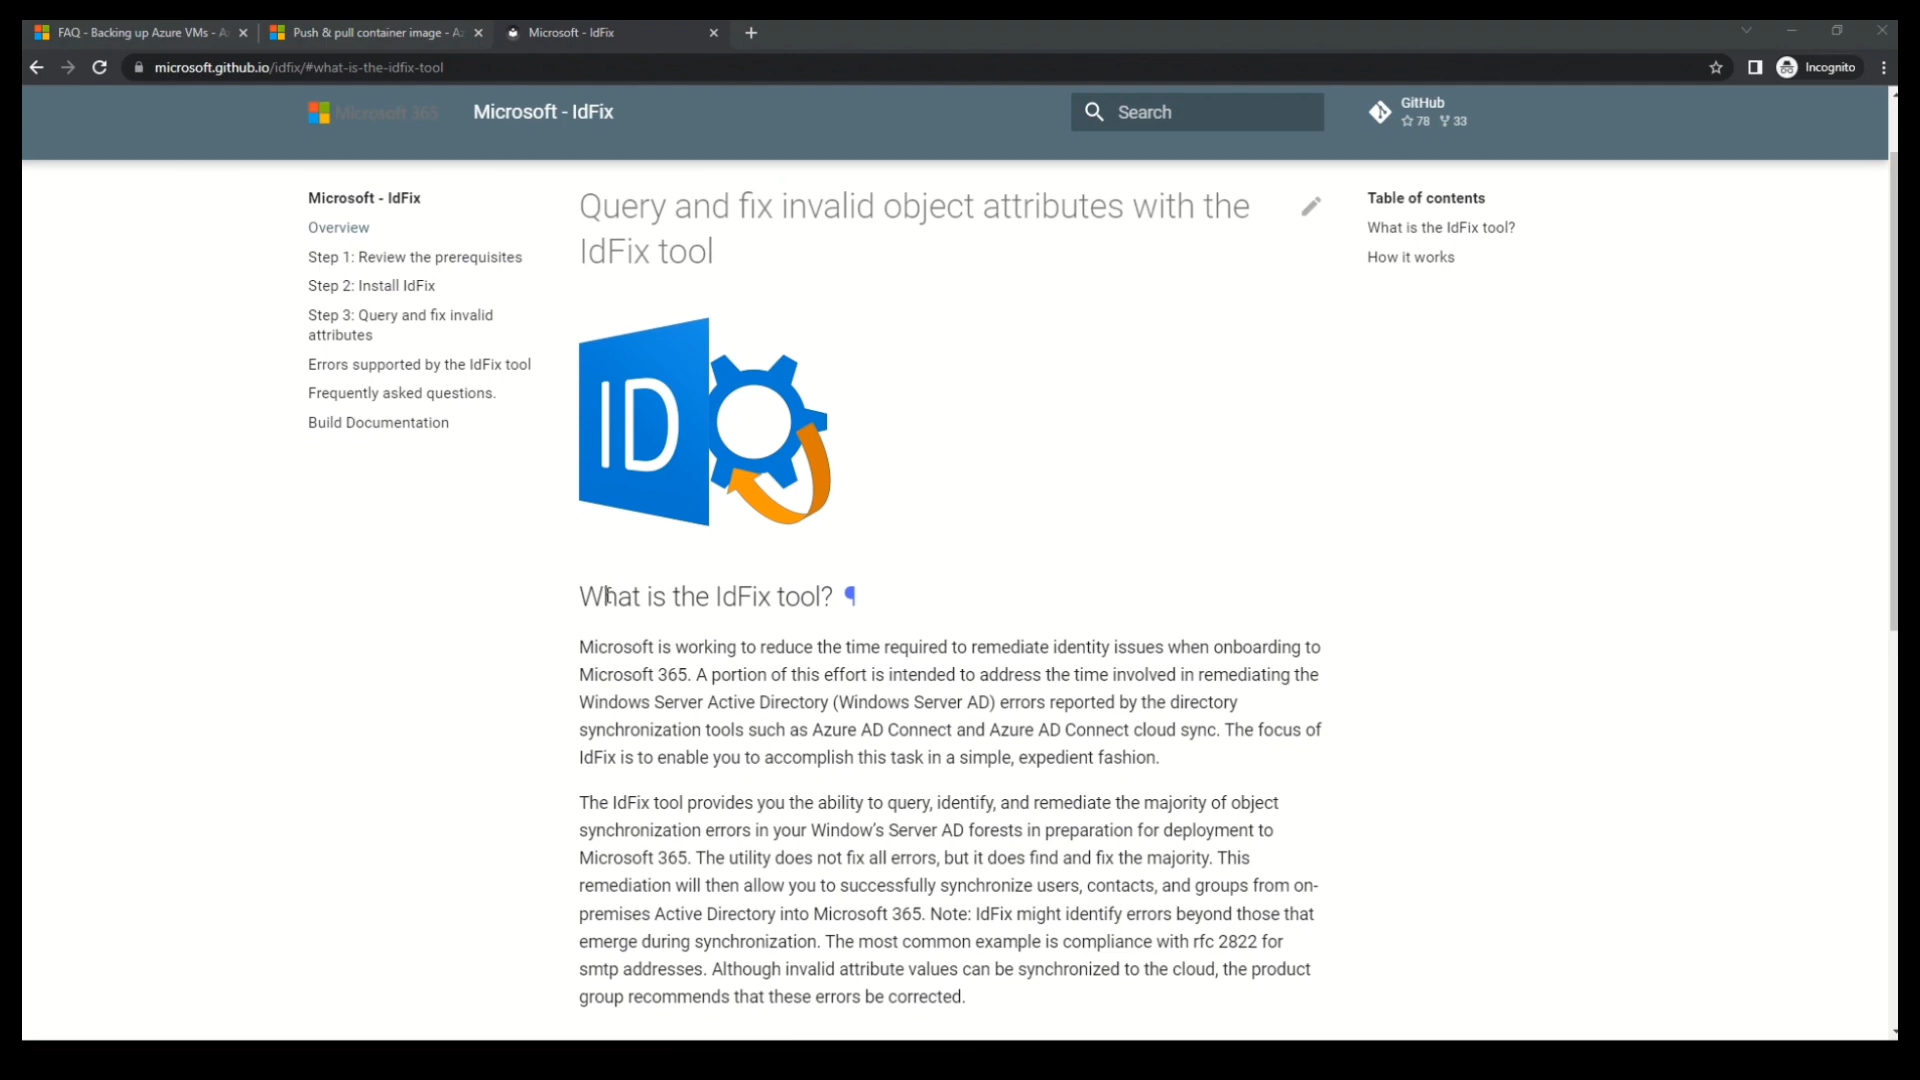 FAQ - Backing up Azure VMs - A
Push & pull container image - Az
Microsoft - IdFix
microsoft.github.io/idfix/#what-is-the-idfix-tool
Incognito
Microsoft 365
Microsoft - IdFix
Search
GitHub
78 33
Microsoft - IdFix
Overview
Step 1: Review the prerequisites
Step 2: Install IdFix
Step 3: Query and fix invalid
attributes
Errors supported by the IdFix tool
Frequently asked questions.
Build Documentation
Query and fix invalid object attributes with the
IdFix tool
ID
What is the IdFix tool? ¶
Microsoft is working to reduce the time required to remediate identity issues when onboarding to
Microsoft 365. A portion of this effort is intended to address the time involved in remediating the
Windows Server Active Directory (Windows Server AD) errors reported by the directory
synchronization tools such as Azure AD Connect and Azure AD Connect cloud sync. The focus of
IdFix is to enable you to accomplish this task in a simple, expedient fashion.
The IdFix tool provides you the ability to query, identify, and remediate the majority of object
synchronization errors in your Window’s Server AD forests in preparation for deployment to
Microsoft 365. The utility does not fix all errors, but it does find and fix the majority. This
remediation will then allow you to successfully synchronize users, contacts, and groups from on-
premises Active Directory into Microsoft 365. Note: IdFix might identify errors beyond those that
emerge during synchronization. The most common example is compliance with rfc 2822 for
smtp addresses. Although invalid attribute values can be synchronized to the cloud, the product
group recommends that these errors be corrected.
Table of contents
What is the IdFix tool?
How it works